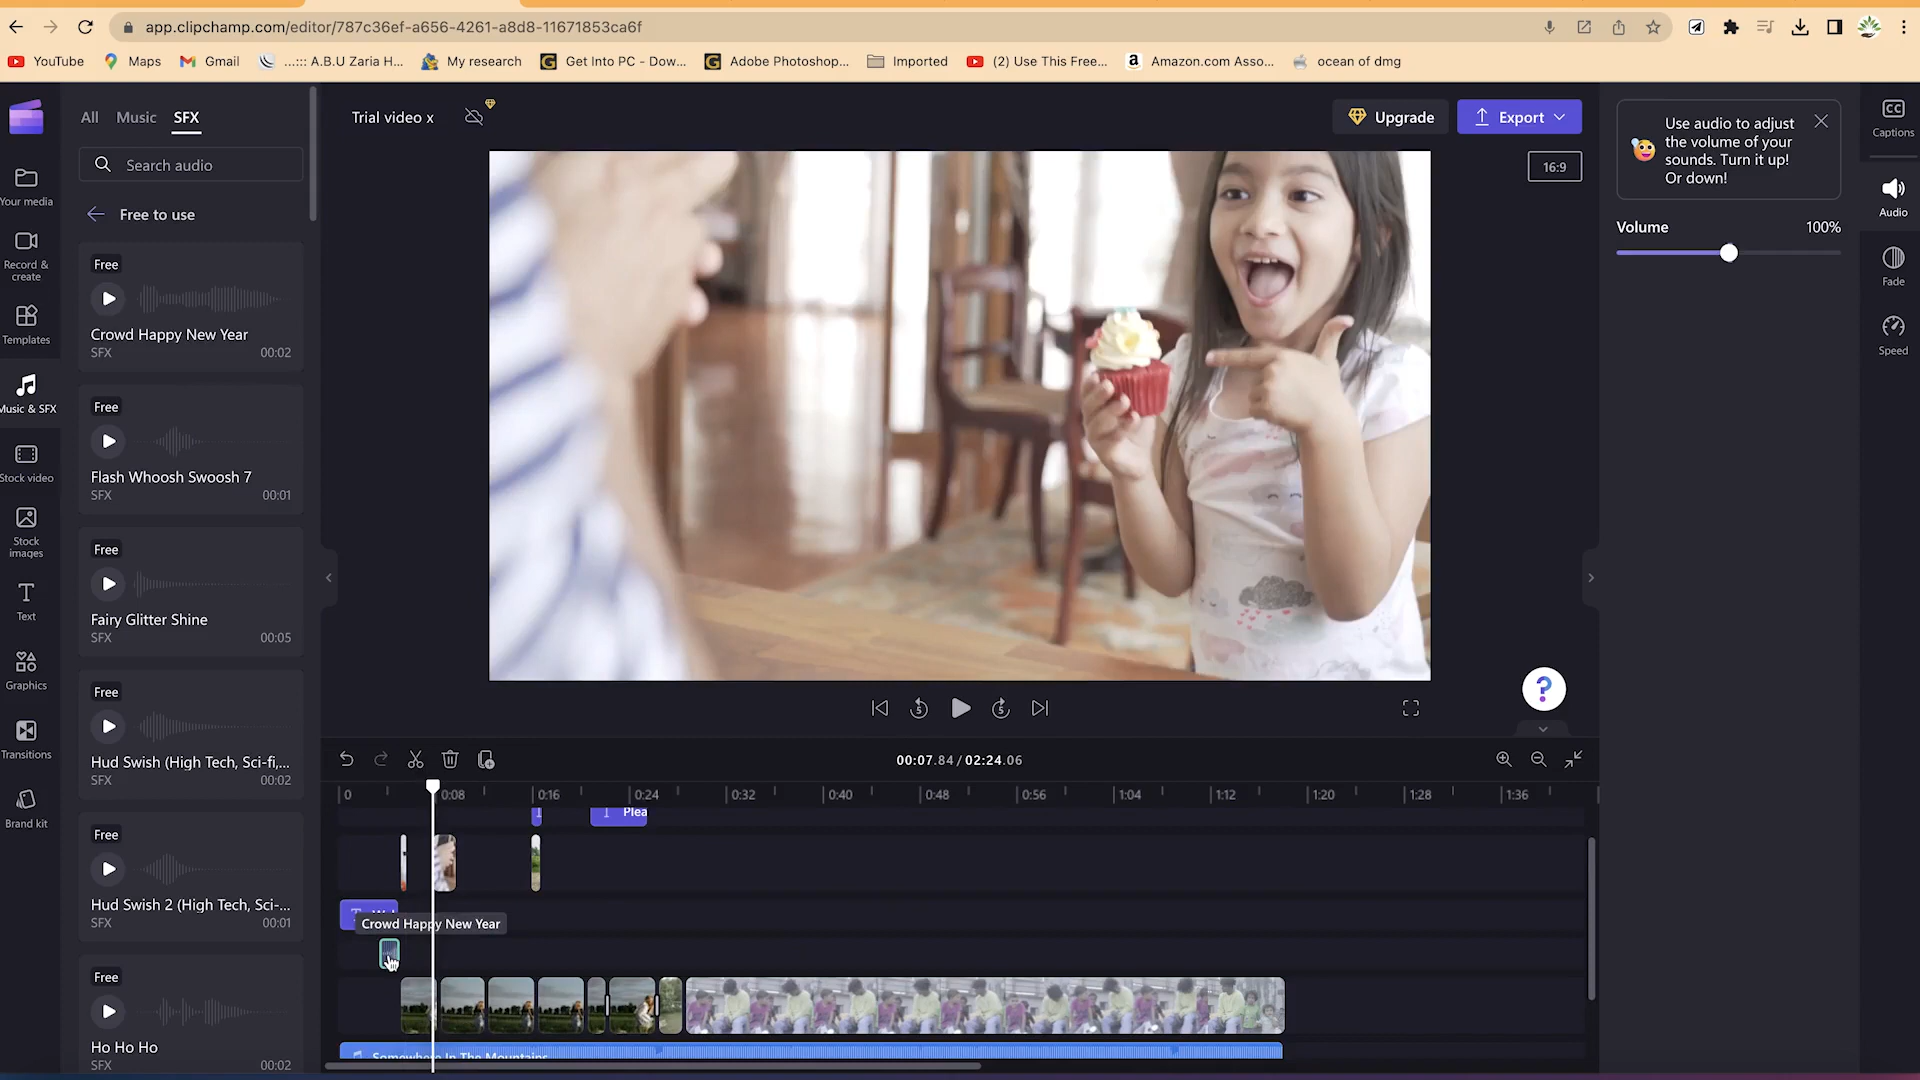 app.clipchamp.com/editor/787c36ef-a656-4261-a8d8-11671853ca6f
YouTube
Maps
Gmail
...::: A.B.U Zaria H...
My research
Get Into PC - Dow...
Adobe Photoshop...
Imported
(2) Use This Free...
Amazon.com Asso...
ocean of dmg
All
Music
SFX
Search audio
Free to use
Free
Crowd Happy New Year
SFX
00:02
Free
Flash Whoosh Swoosh 7
SFX
00:01
Free
Fairy Glitter Shine
SFX
00:05
Free
Hud Swish (High Tech, Sci-fi,...
SFX
00:02
Free
Hud Swish 2 (High Tech, Sci-...
SFX
00:01
Free
Ho Ho Ho
SFX
00:02
Your media
Record &
create
Templates
Music & SFX
Stock video
Stock
images
Text
Graphics
Transitions
Brand kit
Trial video x
Upgrade
Export
16:9
Use audio to adjust
the volume of your
sounds. Turn it up!
Or down!
Volume
100%
CC
Captions
Audio
Fade
Speed
5
5
?
00:07.84 / 02:24.06
0
0:08
0:16
0:24
0:32
0:40
0:48
0:56
1:04
1:12
1:20
1:28
1:36
Plea
Crowd Happy New Year
Somewhere In The Mountains